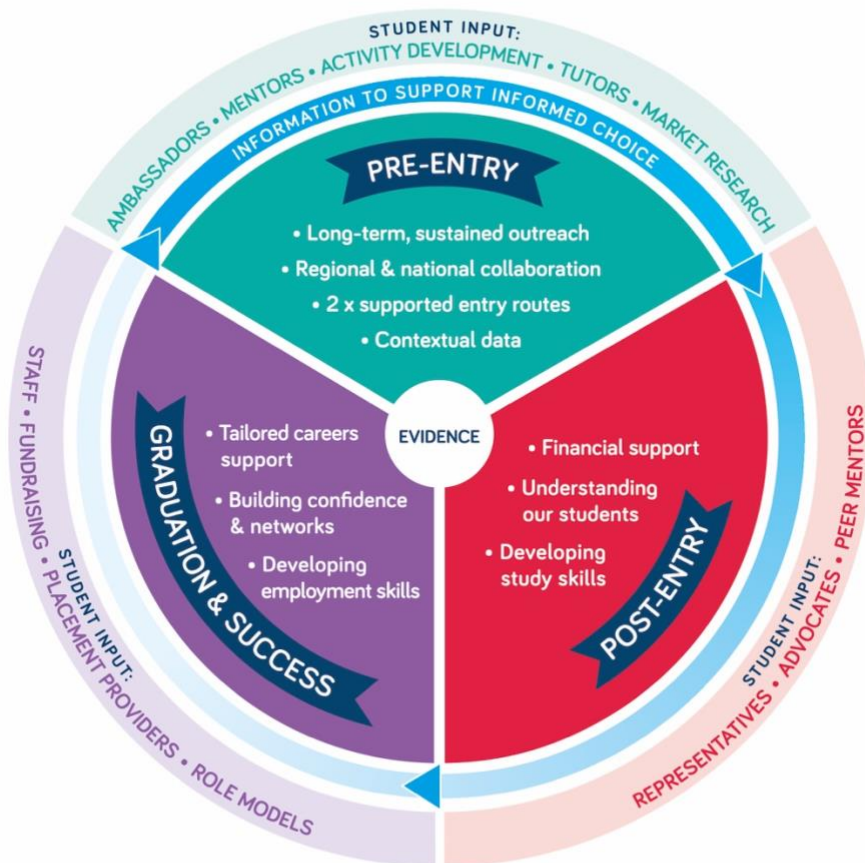 STUDENT INPUT:
AMBASSADORS • MENTORS • ACTIVITY DEVELOPMENT • TUTORS • MARKET RESEARCH
INFORMATION TO SUPPORT INFORMED CHOICE
PRE-ENTRY
• Long-term, sustained outreach
• Regional & national collaboration
• 2 x supported entry routes
• Contextual data
EVIDENCE
• Financial support
• Understanding
our students
• Developing
study skills
POST-ENTRY
STUDENT INPUT:
REPRESENTATIVES • ADVOCATES • PEER MENTORS
GRADUATION & SUCCESS
• Tailored careers
support
• Building confidence
& networks
• Developing
employment skills
STUDENT INPUT:
STAFF • FUNDRAISING • PLACEMENT PROVIDERS • ROLE MODELS